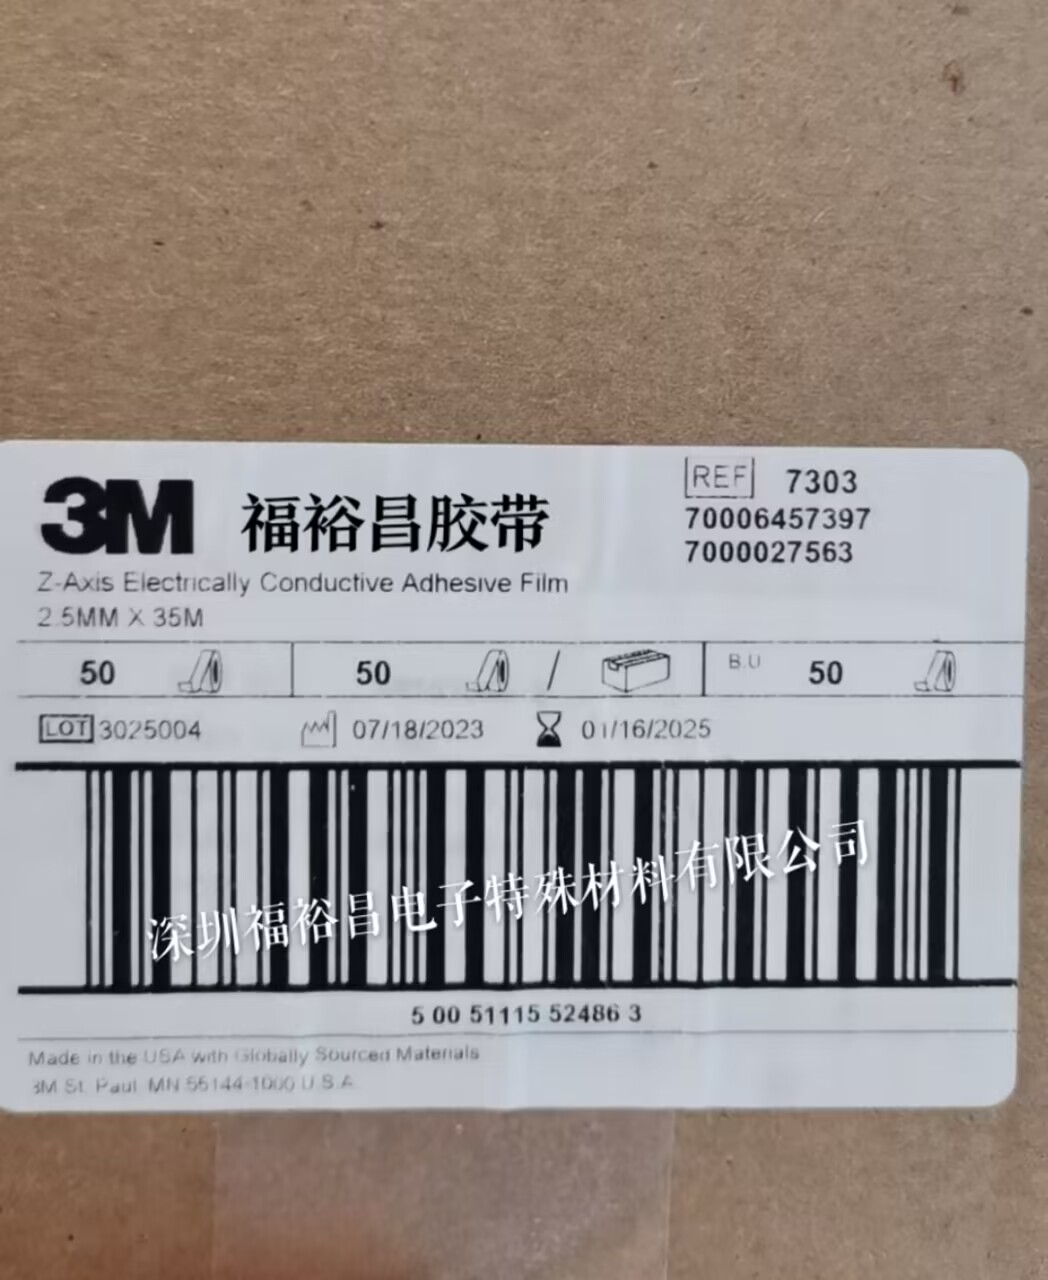 3M 福裕昌胶带
REF 7303
70006457397
7000027563
Z-Axis Electrically Conductive Adhesive Film
2.5MM X 35M
50 50 / B.U 50
LOT 3025004 07/18/2023 01/16/2025
深圳福裕昌电子特殊材料有限公司
5 00 51115 52486 3
Made in the USA with Globally Sourced Materials
3M St. Paul, MN 55144-1000 U.S.A.